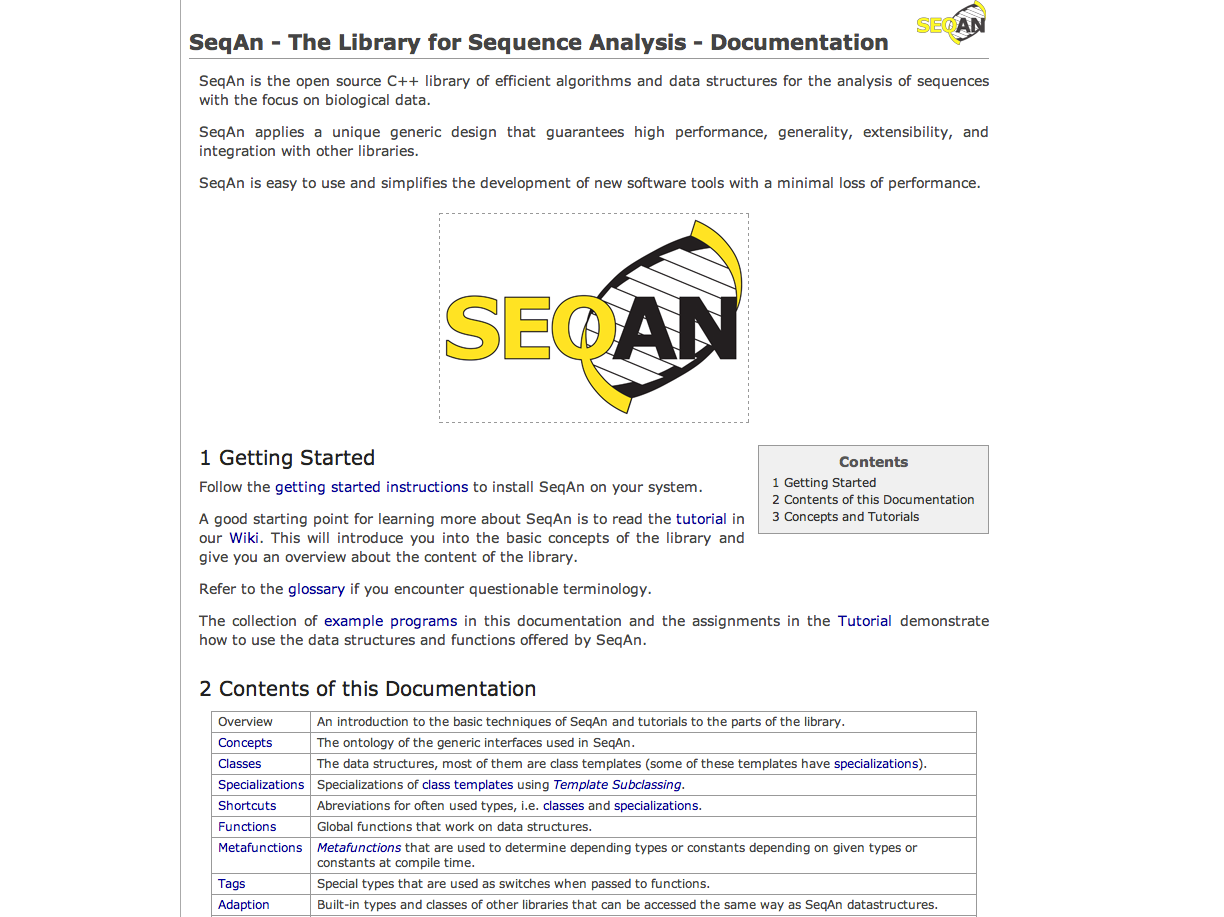 SEQAN
SeqAn - The Library for Sequence Analysis - Documentation
SeqAn is the open source C++ library of efficient algorithms and data structures for the analysis of sequences
with the focus on biological data.
SeqAn applies a unique generic design that guarantees high performance, generality, extensibility, and
integration with other libraries.
SeqAn is easy to use and simplifies the development of new software tools with a minimal loss of performance.
SEQAN
1 Getting Started
Follow the getting started instructions to install SeqAn on your system.
A good starting point for learning more about SeqAn is to read the tutorial in
our Wiki. This will introduce you into the basic concepts of the library and
give you an overview about the content of the library.
Refer to the glossary if you encounter questionable terminology.
Contents
1 Getting Started
2 Contents of this Documentation
3 Concepts and Tutorials
The collection of example programs in this documentation and the assignments in the Tutorial demonstrate
how to use the data structures and functions offered by SeqAn.
2 Contents of this Documentation
Overview An introduction to the basic techniques of SeqAn and tutorials to the parts of the library.
Concepts The ontology of the generic interfaces used in SeqAn.
Classes The data structures, most of them are class templates (some of these templates have specializations).
Specializations Specializations of class templates using Template Subclassing.
Shortcuts Abreviations for often used types, i.e. classes and specializations.
Functions Global functions that work on data structures.
Metafunctions Metafunctions that are used to determine depending types or constants depending on given types or
constants at compile time.
Tags Special types that are used as switches when passed to functions.
Adaption Built-in types and classes of other libraries that can be accessed the same way as SeqAn datastructures.